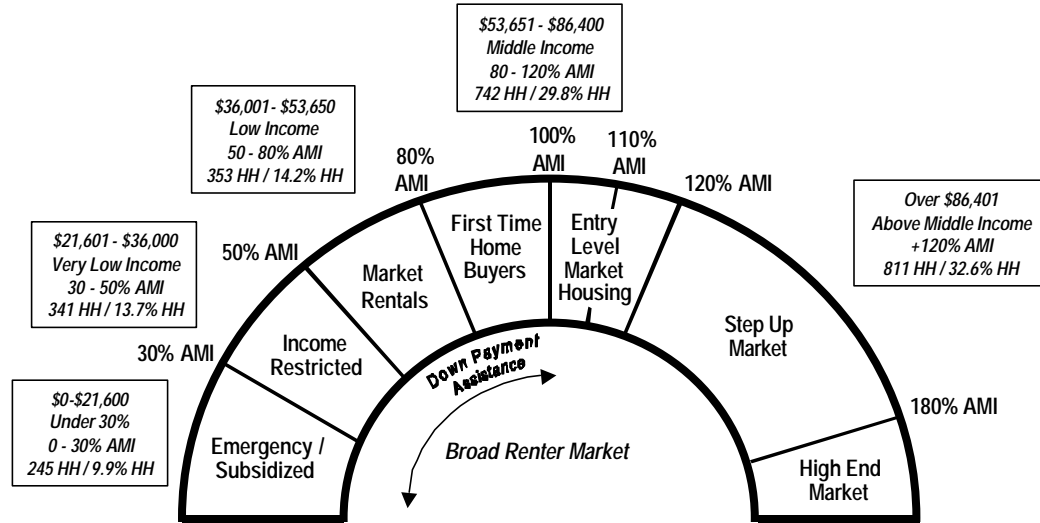 $53,651 - $86,400
Middle Income
80 - 120% AMI
742 HH / 29.8% HH
$36,001- $53,650
Low Income
50 - 80% AMI
353 HH / 14.2% HH
$21,601 - $36,000
Very Low Income
30 - 50% AMI
341 HH / 13.7% HH
$0-$21,600
Under 30%
0 - 30% AMI
245 HH / 9.9% HH
Over $86,401
Above Middle Income
+120% AMI
811 HH / 32.6% HH
30% AMI
50% AMI
80%
AMI
100%
AMI
110%
AMI
120% AMI
180% AMI
Emergency /
Subsidized
Income
Restricted
Market
Rentals
First Time
Home
Buyers
Entry
Level
Market
Housing
Step Up
Market
High End
Market
Down Payment
Assistance
Broad Renter Market